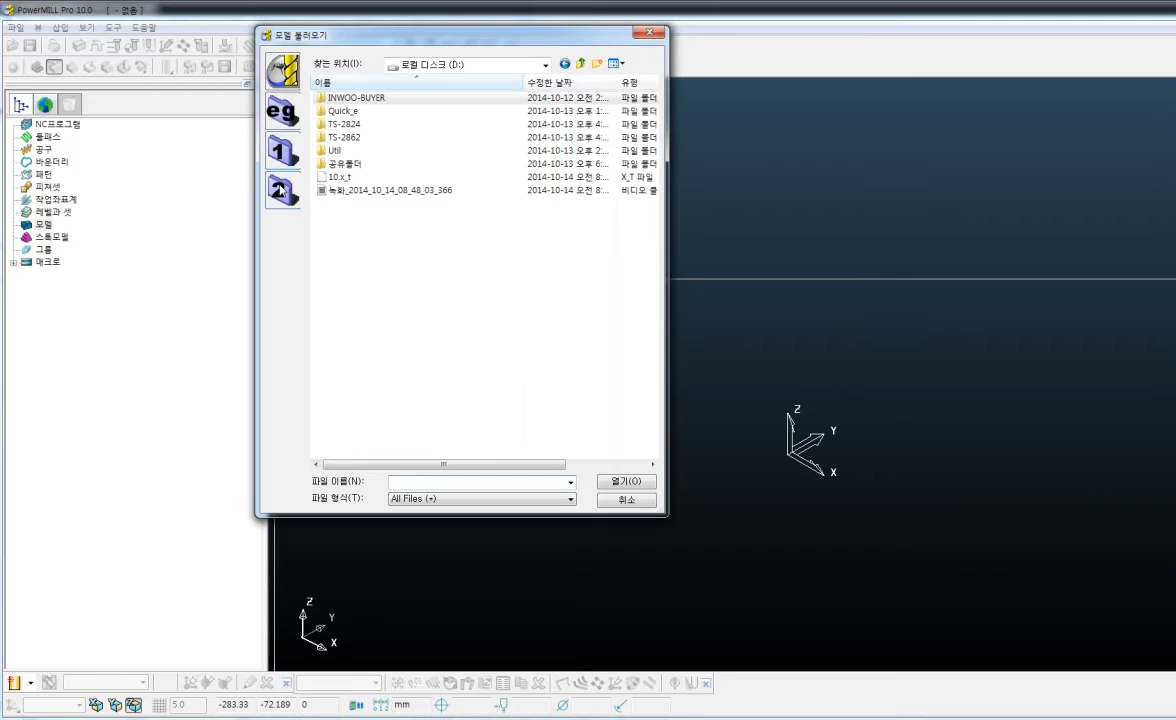 PowerMILL Pro 10.0 [ - 없음 ]
파일 뷰 삽입 보기 도구 도움말
모델 불러오기
찾는 위치(I): 로컬 디스크 (D:)
이름 수정한 날짜 유형
INWOO-BUYER 2014-10-12 오전 2:... 파일 폴더
Quick_e 2014-10-13 오후 1:... 파일 폴더
TS-2824 2014-10-13 오후 4:... 파일 폴더
TS-2862 2014-10-13 오후 4:... 파일 폴더
Util 2014-10-13 오후 2:... 파일 폴더
공유폴더 2014-10-13 오후 6:... 파일 폴더
10.x_t 2014-10-14 오전 8:... X_T 파일
녹화_2014_10_14_08_48_03_366 2014-10-14 오전 8:... 비디오 클
eg
1
2
파일 이름(N): 열기(O)
파일 형식(T): All Files (*) 취소
NC프로그램
툴패스
공구
바운더리
패턴
피쳐셋
작업좌표계
레벨과 셋
모델
스톡모델
그룹
매크로
Z
Y
X
Z
Y
X
5.0 -283.33 -72.189 0 mm